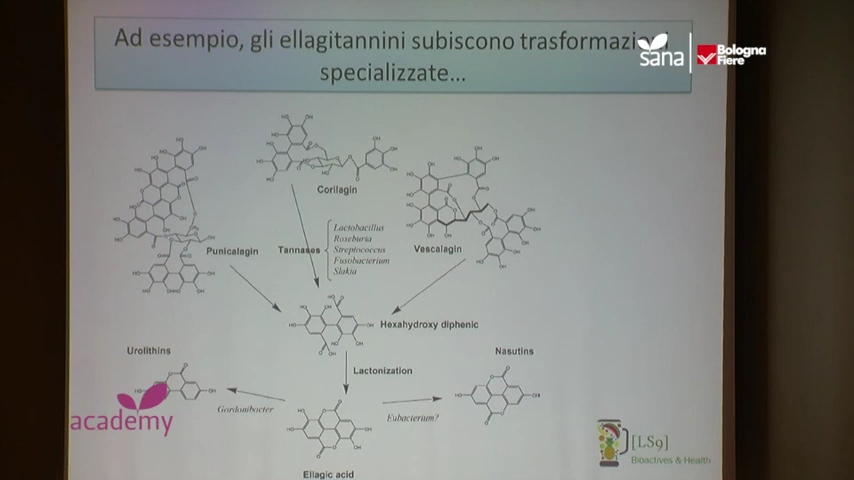 Ad esempio, gli ellagitannini subiscono trasformazioni
specializzate...
sana
Bologna
Fiere
Corilagin
Punicalagin
Tannases
Lactobacillus
Roseburia
Streptococcus
Fusobacterium
Slakia
Vescalagin
Hexahydroxy diphenic
Urolithins
Lactonization
Nasutins
Gordonibacter
Eubacterium?
Ellagic acid
academy
[LS9]
Bioactives & Health